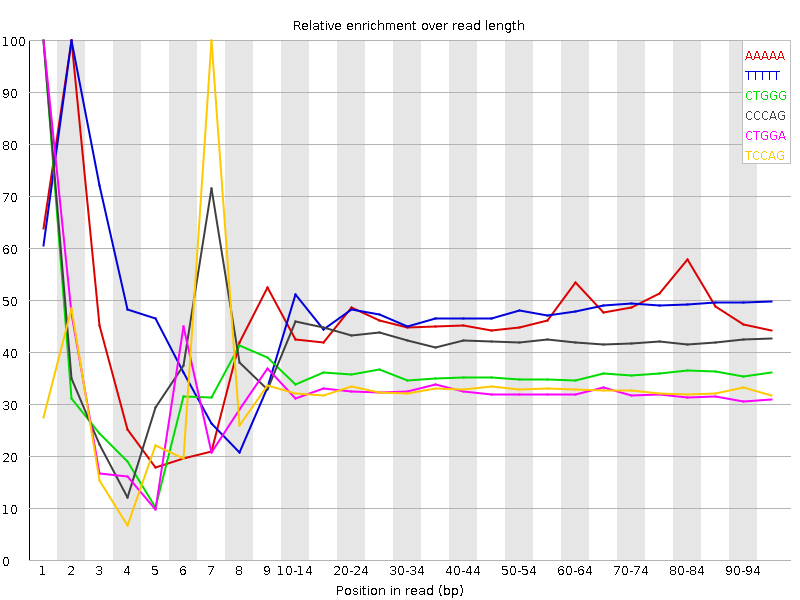 Relative enrichment over read length
100
90
80
70
60
50
40
30
20
10
0
AAAAA
TTTTT
CTGGG
CCCAG
CTGGA
TCCAG
1 2 3 4 5 6 7 8 9 10-14 20-24 30-34 40-44 50-54 60-64 70-74 80-84 90-94
Position in read (bp)